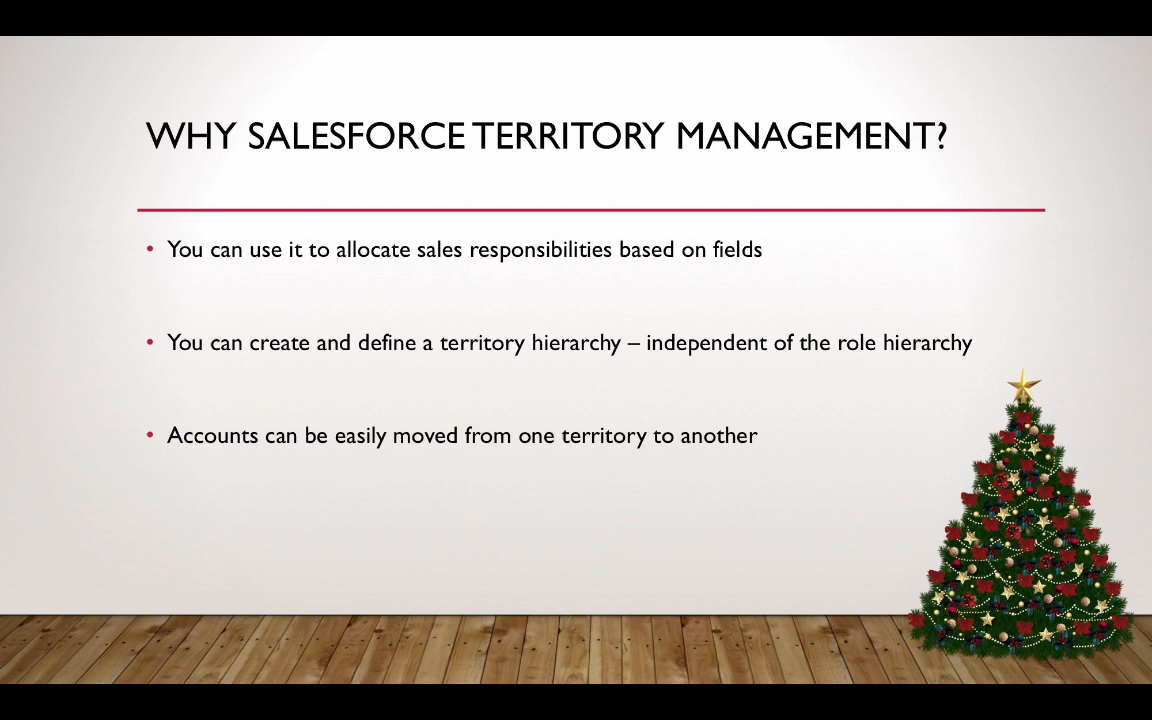 WHY SALESFORCE TERRITORY MANAGEMENT?
• You can use it to allocate sales responsibilities based on fields
• You can create and define a territory hierarchy – independent of the role hierarchy
• Accounts can be easily moved from one territory to another